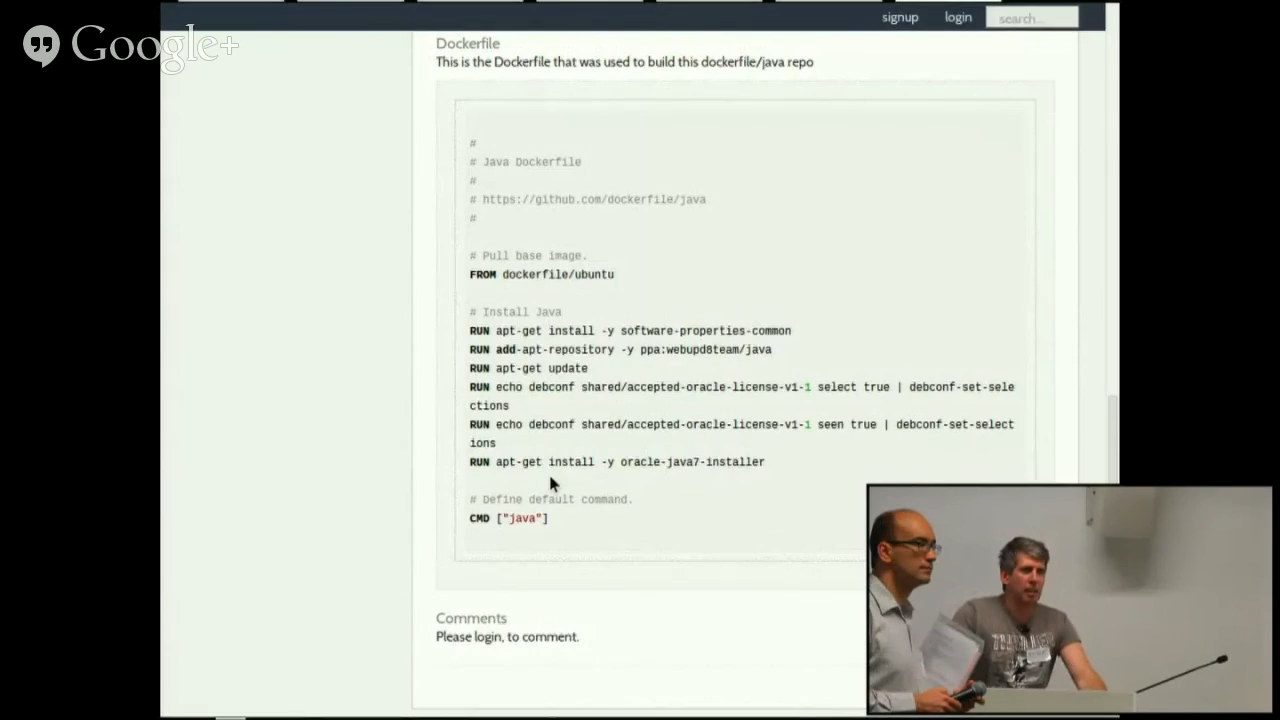 signup login search...
Google+
Dockerfile
This is the Dockerfile that was used to build this dockerfile/java repo
#
# Java Dockerfile
#
# https://github.com/dockerfile/java
#
# Pull base image.
FROM dockerfile/ubuntu
# Install Java
RUN apt-get install -y software-properties-common
RUN add-apt-repository -y ppa:webupd8team/java
RUN apt-get update
RUN echo debconf shared/accepted-oracle-license-v1-1 select true | debconf-set-sele
ctions
RUN echo debconf shared/accepted-oracle-license-v1-1 seen true | debconf-set-select
ions
RUN apt-get install -y oracle-java7-installer
# Define default command.
CMD ["java"]
Comments
Please login, to comment.